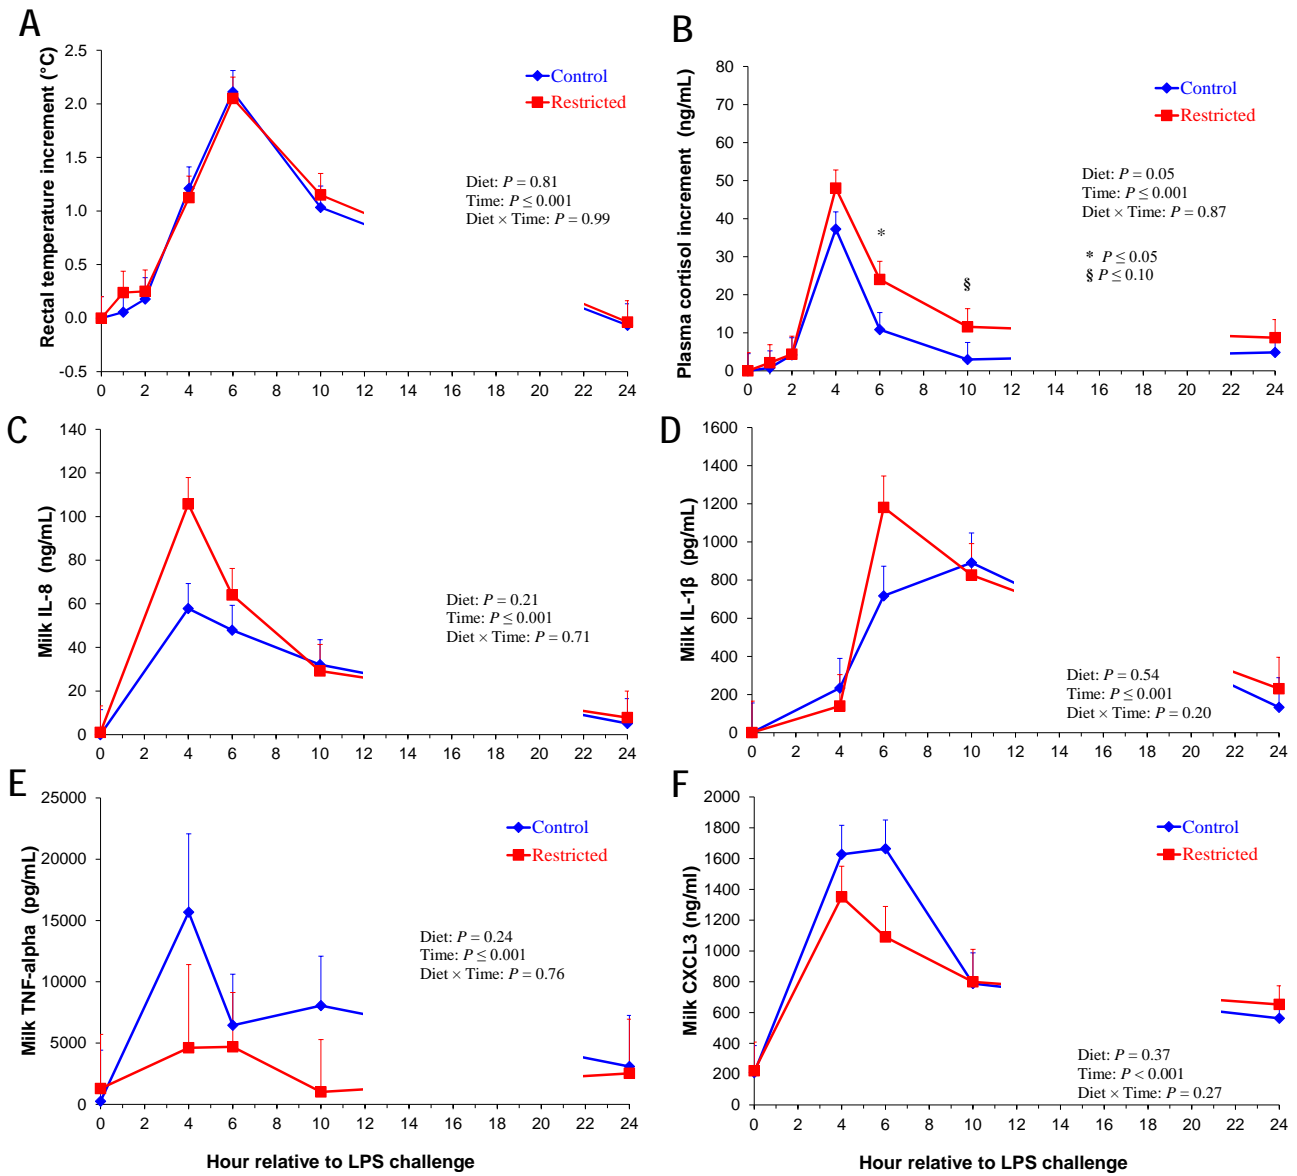 A
Rectal temperature increment (°C)
2.5
2.0
1.5
1.0
0.5
0.0
-0.5
0 2 4 6 8 10 12 14 16 18 20 22 24
Control
Restricted
Diet: P = 0.81
Time: P ≤ 0.001
Diet × Time: P = 0.99
B
Plasma cortisol increment (ng/mL)
80
70
60
50
40
30
20
10
0
0 2 4 6 8 10 12 14 16 18 20 22 24
Control
Restricted
Diet: P = 0.05
Time: P ≤ 0.001
Diet × Time: P = 0.87
* P ≤ 0.05
§ P ≤ 0.10
*
§
C
Milk IL-8 (ng/mL)
140
120
100
80
60
40
20
0
0 2 4 6 8 10 12 14 16 18 20 22 24
Diet: P = 0.21
Time: P ≤ 0.001
Diet × Time: P = 0.71
D
Milk IL-1β (pg/mL)
1600
1400
1200
1000
800
600
400
200
0
0 2 4 6 8 10 12 14 16 18 20 22 24
Diet: P = 0.54
Time: P ≤ 0.001
Diet × Time: P = 0.20
E
Milk TNF-alpha (pg/mL)
25000
20000
15000
10000
5000
0
0 2 4 6 8 10 12 14 16 18 20 22 24
Control
Restricted
Diet: P = 0.24
Time: P ≤ 0.001
Diet × Time: P = 0.76
Hour relative to LPS challenge
F
Milk CXCL3 (ng/ml)
2000
1800
1600
1400
1200
1000
800
600
400
200
0
0 2 4 6 8 10 12 14 16 18 20 22 24
Control
Restricted
Diet: P = 0.37
Time: P < 0.001
Diet × Time: P = 0.27
Hour relative to LPS challenge